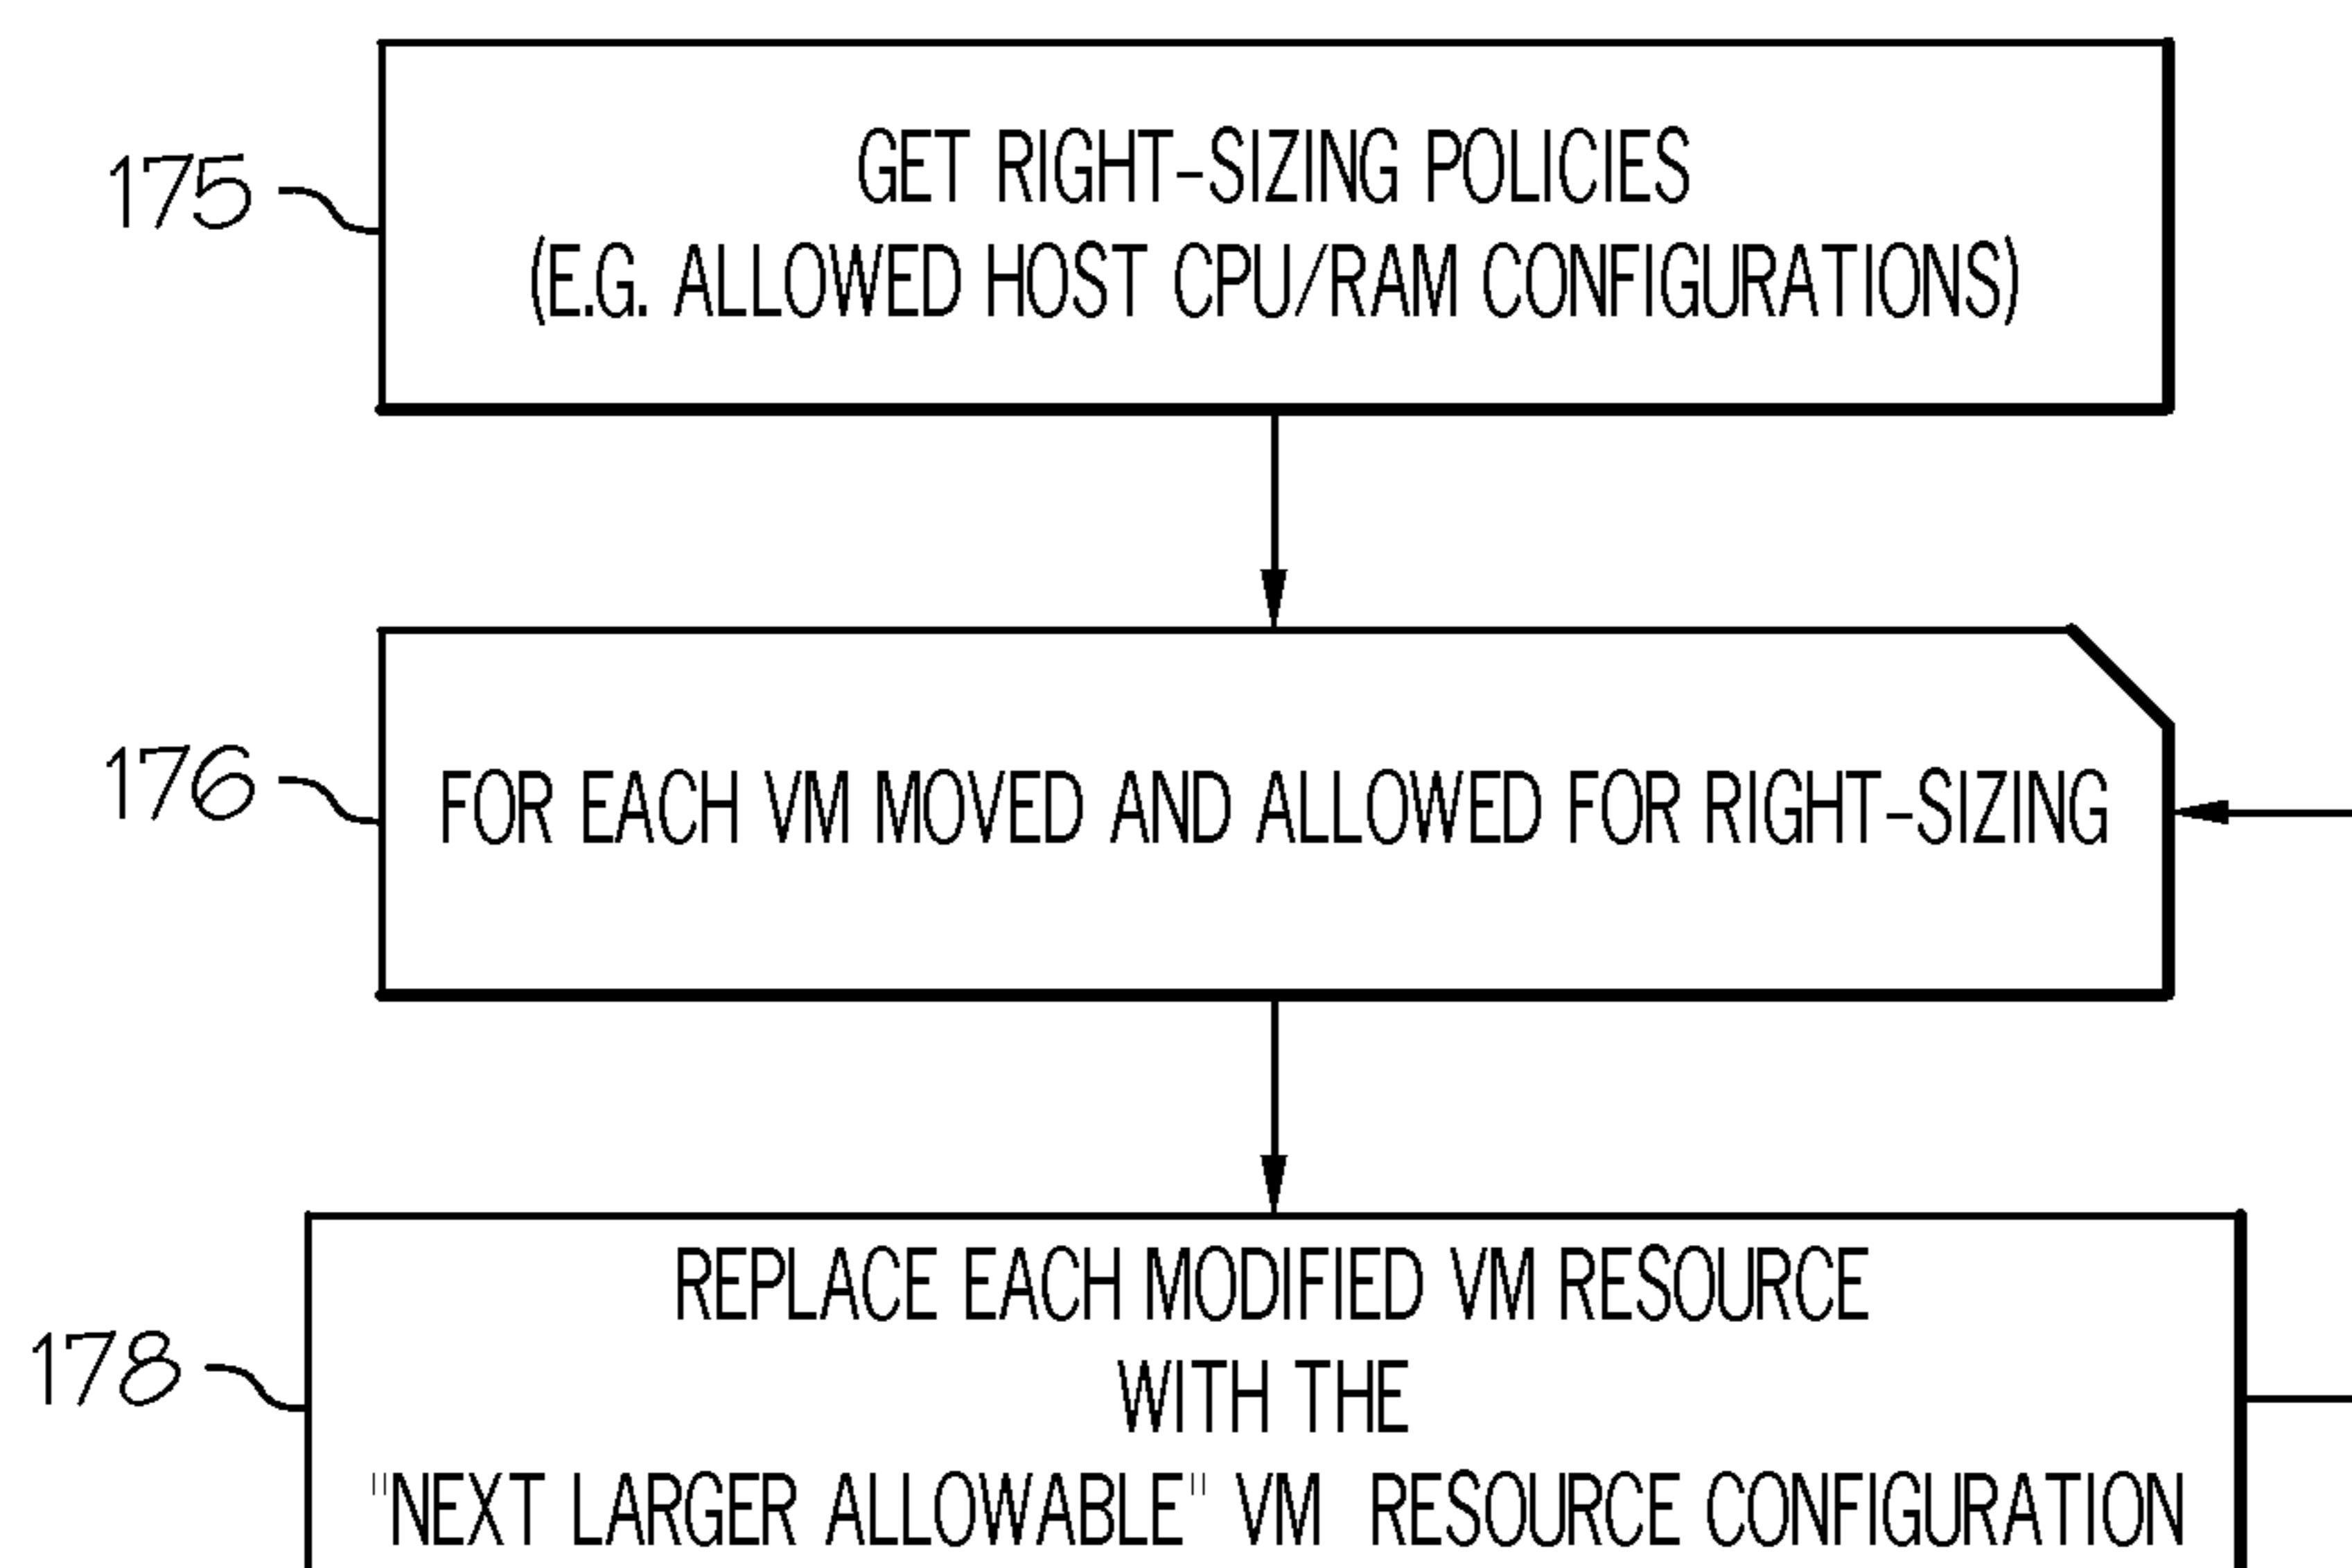 175
GET RIGHT-SIZING POLICIES
(E.G. ALLOWED HOST CPU/RAM CONFIGURATIONS)
176
FOR EACH VM MOVED AND ALLOWED FOR RIGHT-SIZING
178
REPLACE EACH MODIFIED VM RESOURCE
WITH THE
"NEXT LARGER ALLOWABLE" VM RESOURCE CONFIGURATION